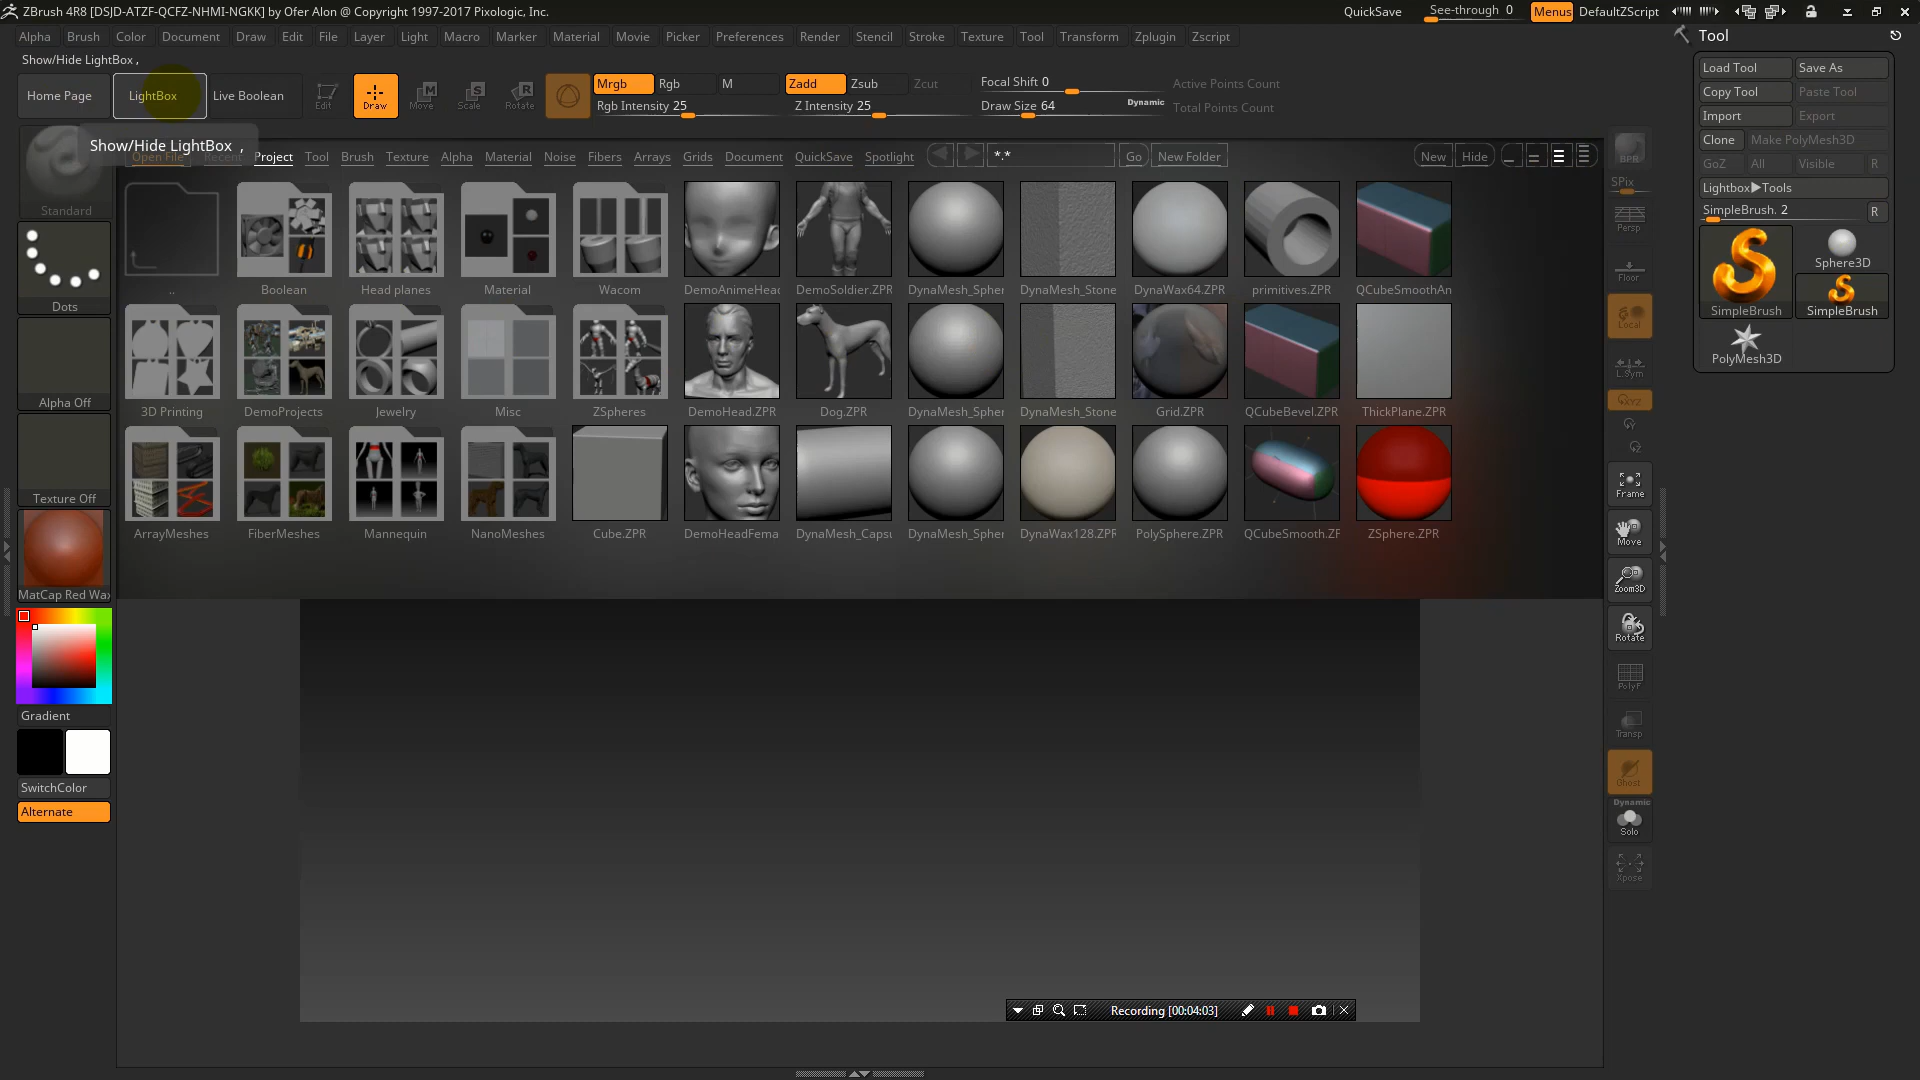 ZBrush 4R8 [DSJD-ATZF-QCFZ-NHMI-NGKK] by Ofer Alon @ Copyright 1997-2017 Pixologic, Inc.
QuickSave See-through 0 Menus DefaultZScript
Alpha Brush Color Document Draw Edit File Layer Light Macro Marker Material Movie Picker Preferences Render Stencil Stroke Texture Tool Transform Zplugin Zscript
Tool
Show/Hide LightBox ,
Load Tool Save As
Copy Tool Paste Tool
Import Export
Clone Make PolyMesh3D
GoZ All Visible R
Lightbox▶Tools
SimpleBrush. 2 R
Sphere3D
SimpleBrush SimpleBrush
PolyMesh3D
Home Page LightBox Live Boolean Edit Draw Move Scale Rotate
Mrgb Rgb M Zadd Zsub Zcut Focal Shift 0 Active Points Count
Rgb Intensity 25 Z Intensity 25 Draw Size 64 Dynamic Total Points Count
Show/Hide LightBox ,
Open File Recent Project Tool Brush Texture Alpha Material Noise Fibers Arrays Grids Document QuickSave Spotlight *.* Go New Folder New Hide
.. Boolean Head planes Material Wacom DemoAnimeHead DemoSoldier.ZPR DynaMesh_Spher DynaMesh_Stone DynaWax64.ZPR primitives.ZPR QCubeSmoothAn
3D Printing DemoProjects Jewelry Misc ZSpheres DemoHead.ZPR Dog.ZPR DynaMesh_Spher DynaMesh_Stone Grid.ZPR QCubeBevel.ZPR ThickPlane.ZPR
ArrayMeshes FiberMeshes Mannequin NanoMeshes Cube.ZPR DemoHeadFema DynaMesh_Capsu DynaMesh_Spher DynaWax128.ZPR PolySphere.ZPR QCubeSmooth.ZP ZSphere.ZPR
Standard
Dots
Alpha Off
Texture Off
MatCap Red Wax
Gradient
SwitchColor
Alternate
BPR
SPix
Persp
Floor
Local
L.Sym
XYZ
Y
Z
Frame
Move
Zoom3D
Rotate
PolyF
Transp
Ghost
Dynamic
Solo
Xpose
Recording [00:04:03]